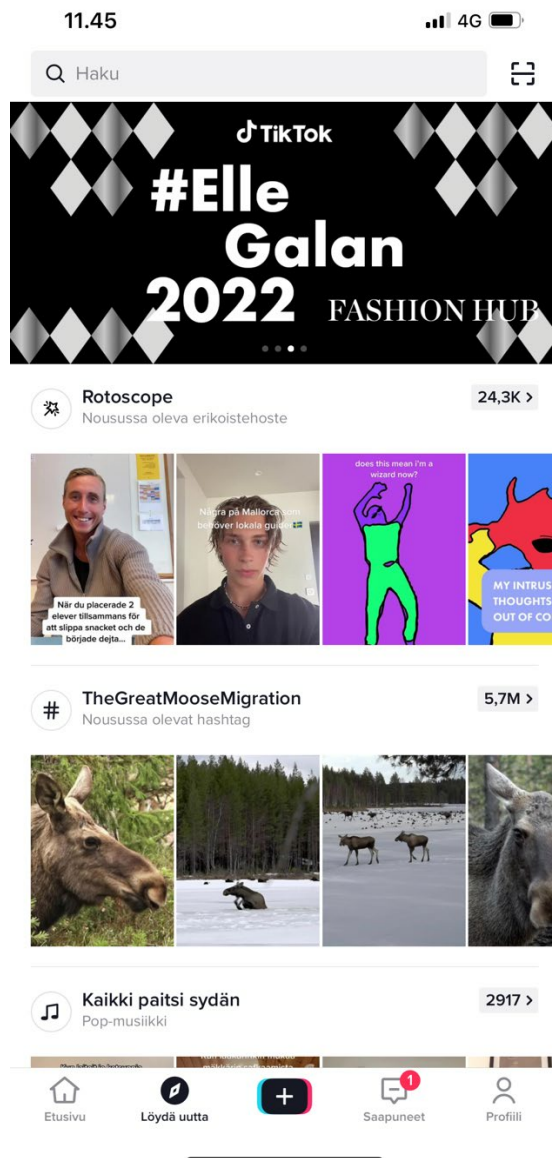 11.45
4G
Haku
TikTok
#Elle
Galan
2022 FASHION HUB
Rotoscope
24,3K >
Noususssa oleva erikoistehoste
När du placerade 2
elever tillsammans för
att slippa snacket och de
började dejta...
Några på Mallorca som
behöver lokala guider
does this mean i'm a
wizard now?
MY INTRUS
THOUGHTS
OUT OF CO
#
TheGreatMooseMigration
5,7M >
Noususssa olevat hashtag
Kaikki paitsi sydän
2917 >
Pop-musiikki
1
Etusivu
Löydä uutta
Saapuneet
Profiili